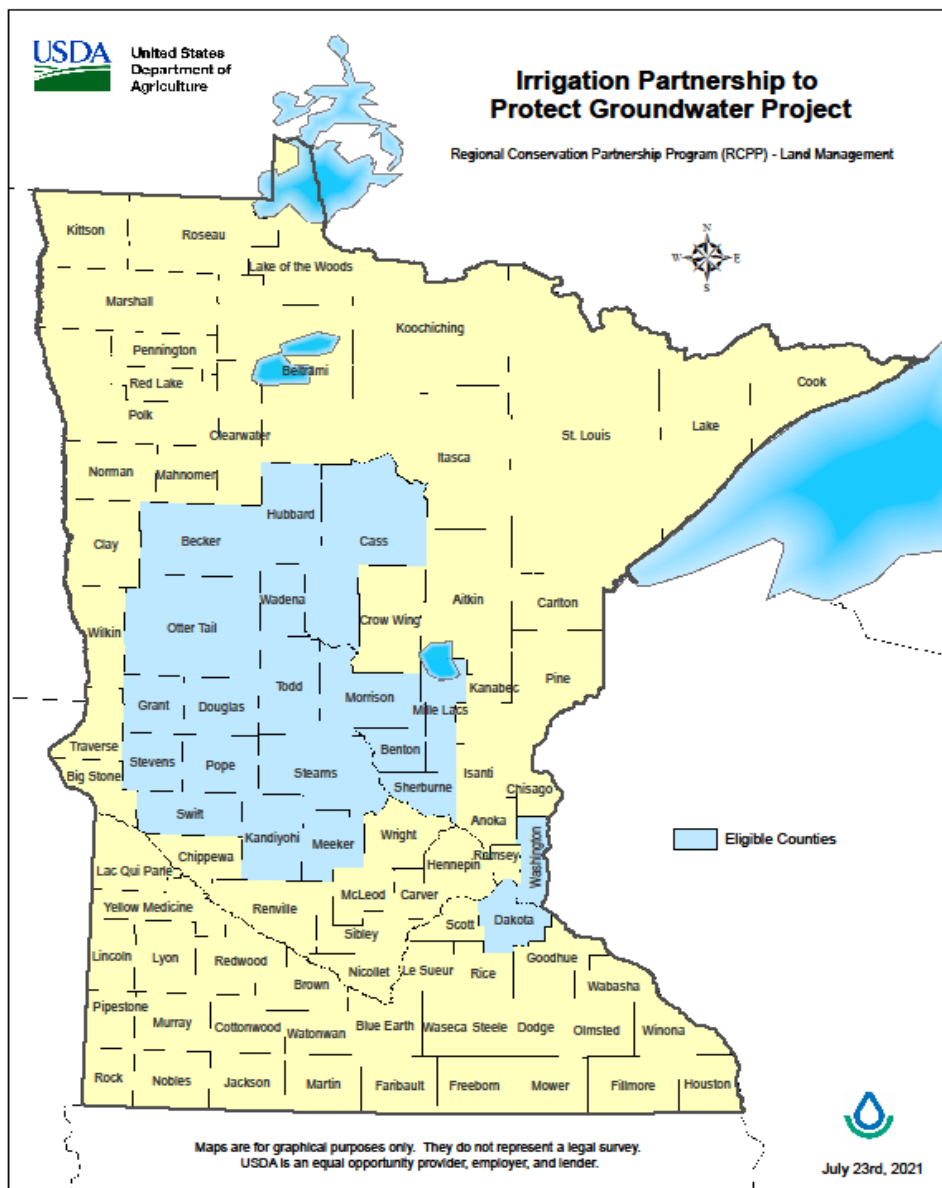 USDA
United States
Department of
Agriculture
Irrigation Partnership to
Protect Groundwater Project
Regional Conservation Partnership Program (RCPP) - Land Management
N
W E
S
Kittson
Roseau
Lake of the Woods
Marshall
Koochiching
Pennington
Beltrami
Red Lake
Cook
Polk
Lake
Clearwater
St. Louis
Itasca
Norman
Mahnomen
Hubbard
Clay
Becker
Cass
Wadena
Aitkin
Carlton
Crow Wing
Otter Tail
Wilkin
Pine
Todd
Kanabec
Morrison
Grant
Douglas
Mille Lacs
Traverse
Benton
Stevens
Pope
Stearns
Isanti
Big Stone
Sherburne
Chisago
Swift
Anoka
Kandiyohi
Wright
Meeker
Eligible Counties
Chippewa
Ramsey
Hennepin
Washington
Lac Qui Parle
McLeod
Carver
Yellow Medicine
Renville
Dakota
Scott
Sibley
Lincoln
Lyon
Redwood
Goodhue
Nicollet
Le Sueur
Rice
Brown
Wabasha
Pipestone
Murray
Cottonwood
Watonwan
Blue Earth
Waseca
Steele
Dodge
Olmsted
Winona
Rock
Nobles
Jackson
Martin
Faribault
Freeborn
Mower
Fillmore
Houston
Maps are for graphical purposes only. They do not represent a legal survey.
USDA is an equal opportunity provider, employer, and lender.
July 23rd, 2021